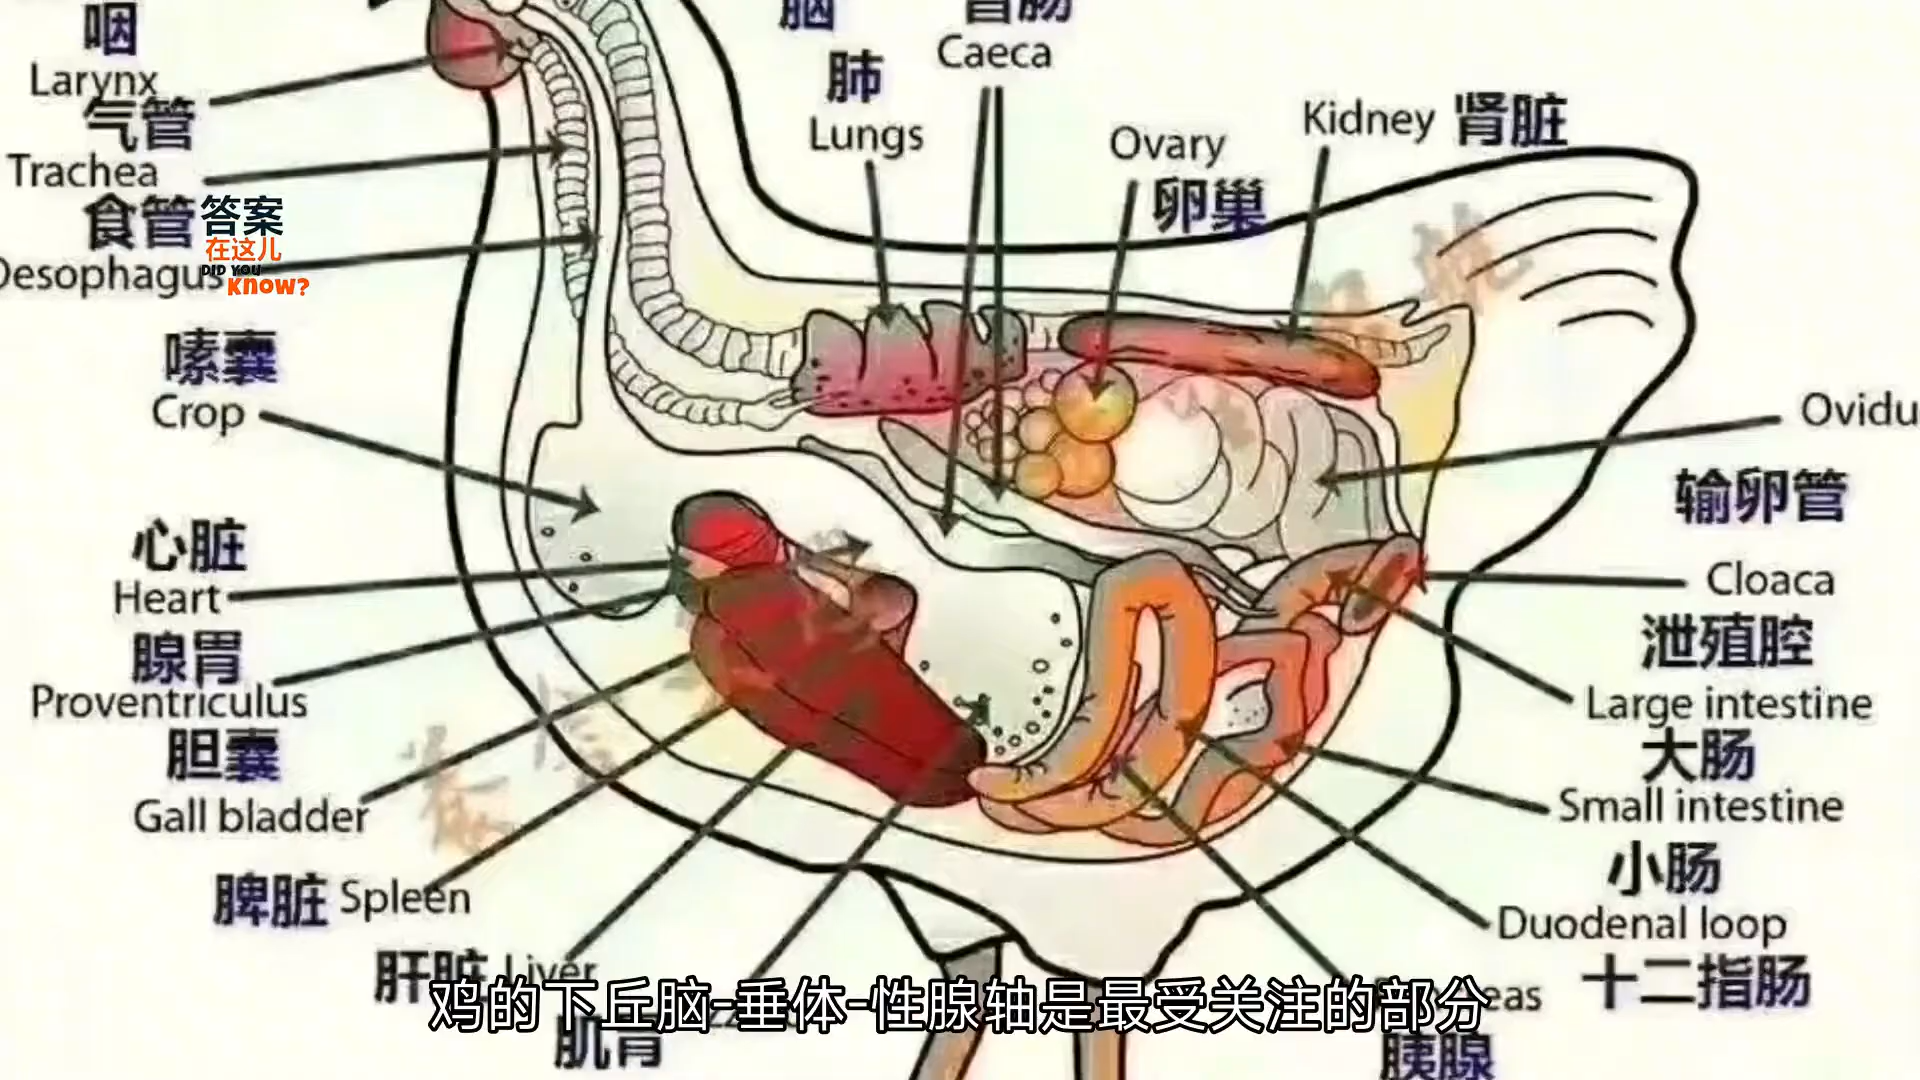 咽
Larynx
气管
Trachea
食管
Oesophagus
答案
在这儿
DID YOU
Know?
嗉囊
Crop
心脏
Heart
腺胃
Proventriculus
胆囊
Gall bladder
脾脏 Spleen
肝脏 Liver
肌胃
脑
盲肠
Caeca
肺
Lungs
Ovary
卵巢
Kidney 肾脏
Ovidu
输卵管
Cloaca
泄殖腔
Large intestine
大肠
Small intestine
小肠
Duodenal loop
十二指肠
胰腺
鸡的下丘脑-垂体-性腺轴是最受关注的部分